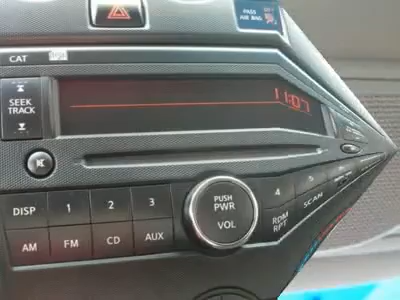 PASS
AIR BAG
CAT
SEEK
TRACK
11:07
DISP 1 2 3
PUSH
PWR
VOL
4 5
AM FM CD AUX
RDM
RPT
SCAN